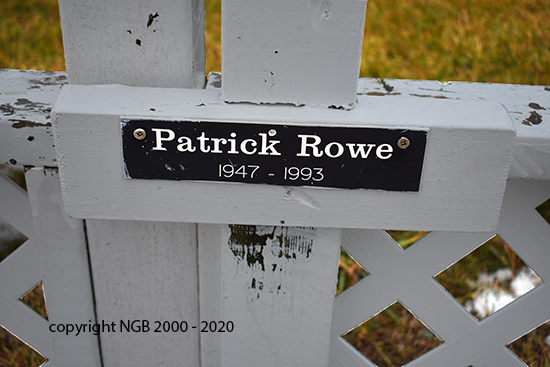 Patrick Rowe
1947 - 1993
copyright NGB 2000 - 2020